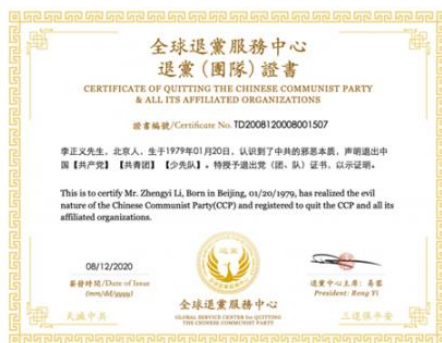 全球退黨服務中心
退黨（團隊）證書
CERTIFICATE OF QUITTING THE CHINESE COMMUNIST PARTY
& ALL ITS AFFILIATED ORGANIZATIONS
證書編號/Certificate No. TD2008120008001507
李正义先生，北京人，生于1979年01月20日，认识到了中共的邪恶本质，声明退出中
国【共产党】【共青团】【少先队】。特授予退出党（团、队）证书，以示证明。
This is to certify Mr. Zhengyi Li, Born in Beijing, 01/20/1979, has realized the evil
nature of the Chinese Communist Party(CCP) and registered to quit the CCP and all its
affiliated organizations.
08/12/2020
簽發時間/Date of Issue
(mm/dd/yyyy)
退黨中心主席：易蓉
President: Rong Yi
全球退黨服務中心
GLOBAL SERVICE CENTER for QUITTING
THE CHINESE COMMUNIST PARTY
天滅中共
三退保平安